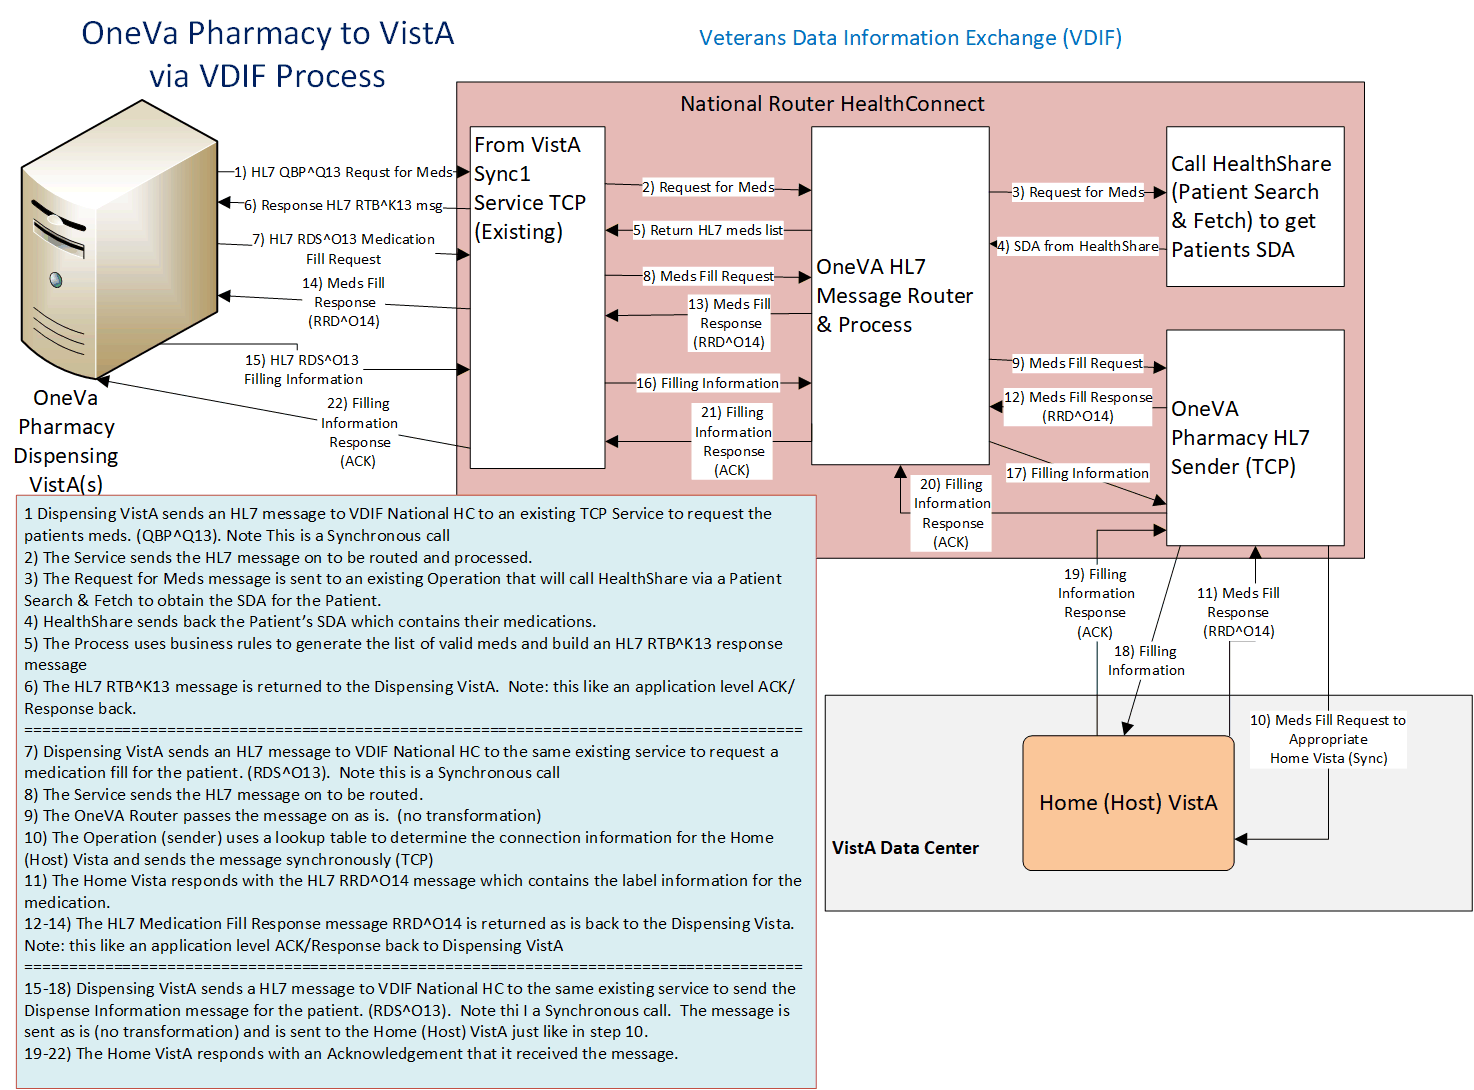 OneVa Pharmacy to VistA
via VDIF Process
Veterans Data Information Exchange (VDIF)
National Router HealthConnect
From VistA
Sync1
Service TCP
(Existing)
OneVA HL7
Message Router
& Process
Call HealthShare
(Patient Search
& Fetch) to get
Patients SDA
OneVA
Pharmacy HL7
Sender (TCP)
OneVa
Pharmacy
Dispensing
VistA(s)
1) HL7 QBP^Q13 Requst for Meds
6) Response HL7 RTB^K13 msg
7) HL7 RDS^O13 Medication
Fill Request
14) Meds Fill
Response
(RRD^O14)
15) HL7 RDS^O13
Filling Information
22) Filling
Information
Response
(ACK)
2) Request for Meds
5) Return HL7 meds list
8) Meds Fill Request
13) Meds Fill
Response
(RRD^O14)
16) Filling Information
21) Filling
Information
Response
(ACK)
3) Request for Meds
4) SDA from HealthShare
9) Meds Fill Request
12) Meds Fill Response
(RRD^O14)
17) Filling Information
20) Filling
Information
Response
(ACK)
19) Filling
Information
Response
(ACK)
18) Filling
Information
11) Meds Fill
Response
(RRD^O14)
10) Meds Fill Request to
Appropriate
Home Vista (Sync)
Home (Host) VistA
VistA Data Center
1 Dispensing VistA sends an HL7 message to VDIF National HC to an existing TCP Service to request the
patients meds. (QBP^Q13). Note This is a Synchronous call
2) The Service sends the HL7 message on to be routed and processed.
3) The Request for Meds message is sent to an existing Operation that will call HealthShare via a Patient
Search & Fetch to obtain the SDA for the Patient.
4) HealthShare sends back the Patient's SDA which contains their medications.
5) The Process uses business rules to generate the list of valid meds and build an HL7 RTB^K13 response
message
6) The HL7 RTB^K13 message is returned to the Dispensing VistA.  Note: this like an application level ACK/
Response back.
=====================================================================================
7) Dispensing VistA sends an HL7 message to VDIF National HC to the same existing service to request a
medication fill for the patient. (RDS^O13).  Note this is a Synchronous call
8) The Service sends the HL7 message on to be routed.
9) The OneVA Router passes the message on as is.  (no transformation)
10) The Operation (sender) uses a lookup table to determine the connection information for the Home
(Host) Vista and sends the message synchronously (TCP)
11) The Home Vista responds with the HL7 RRD^O14 message which contains the label information for the
medication.
12-14) The HL7 Medication Fill Response message RRD^O14 is returned as is back to the Dispensing Vista.
Note: this like an application level ACK/Response back to Dispensing VistA
=====================================================================================
15-18) Dispensing VistA sends a HL7 message to VDIF National HC to the same existing service to send the
Dispense Information message for the patient. (RDS^O13).  Note thi I a Synchronous call.  The message is
sent as is (no transformation) and is sent to the Home (Host) VistA just like in step 10.
19-22) The Home VistA responds with an Acknowledgement that it received the message.